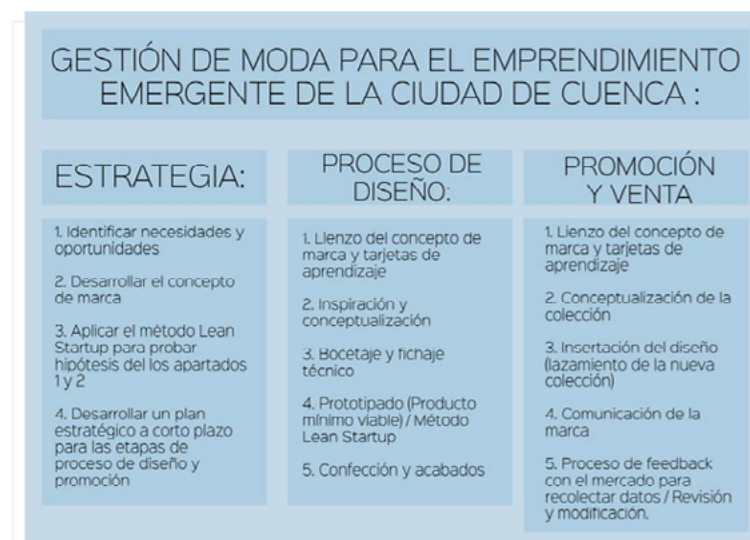 GESTIÓN DE MODA PARA EL EMPRENDIMIENTO
EMERGENTE DE LA CIUDAD DE CUENCA :
ESTRATEGIA:
1. Identificar necesidades y
oportunidades
2. Desarrollar el concepto
de marca
3. Aplicar el método Lean
Startup para probar
hipótesis del los apartados
1 y 2
4. Desarrollar un plan
estratégico a corto plazo
para las etapas de
proceso de diseño y
promoción
PROCESO DE
DISEÑO:
1. Lienzo del concepto de
marca y tarjetas de
aprendizaje
2. Inspiración y
conceptualización
3. Bocetaje y fichaje
técnico
4. Prototipado (Producto
mínimo viable) / Método
Lean Startup
5. Confección y acabados
PROMOCIÓN
Y VENTA
1. Lienzo del concepto de
marca y tarjetas de
aprendizaje
2. Conceptualización de la
colección
3. Insertación del diseño
(lazamiento de la nueva
colección)
4. Comunicación de la
marca
5. Proceso de feedback
con el mercado para
recolectar datos / Revisión
y modificación.